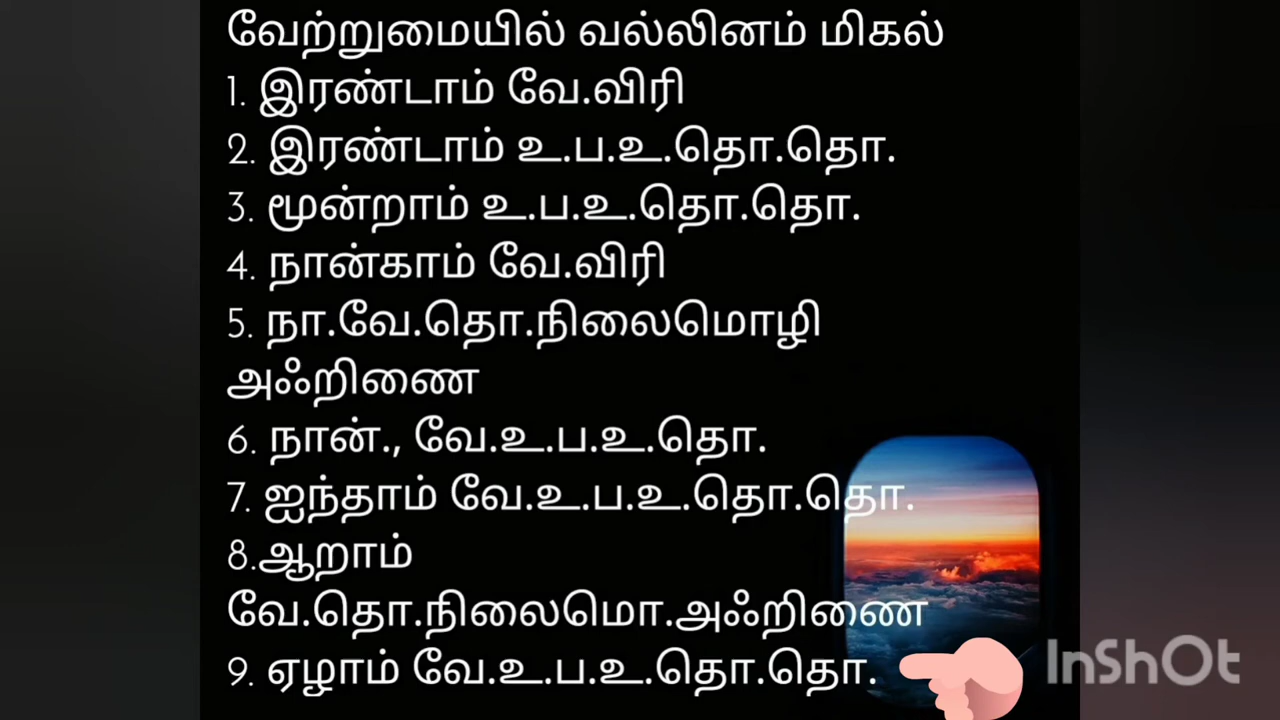 வேற்றுமையில் வல்லினம் மிகல்
1. இரண்டாம் வே.விரி
2. இரண்டாம் உ.ப.உ.தொ.தொ.
3. மூன்றாம் உ.ப.உ.தொ.தொ.
4. நான்காம் வே.விரி
5. நா.வே.தொ.நிலைமொழி
அஃறிணை
6. நான்., வே.உ.ப.உ.தொ.
7. ஐந்தாம் வே.உ.ப.உ.தொ.தொ.
8.ஆறாம்
வே.தொ.நிலைமொ.அஃறிணை
9. ஏழாம் வே.உ.ப.உ.தொ.தொ.
InShOt